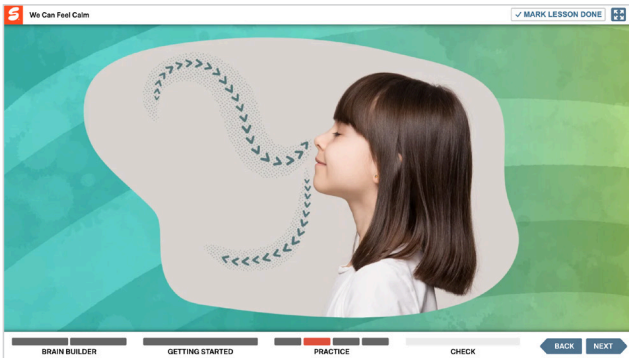 We Can Feel Calm
✓ MARK LESSON DONE
BRAIN BUILDER
GETTING STARTED
PRACTICE
CHECK
BACK
NEXT